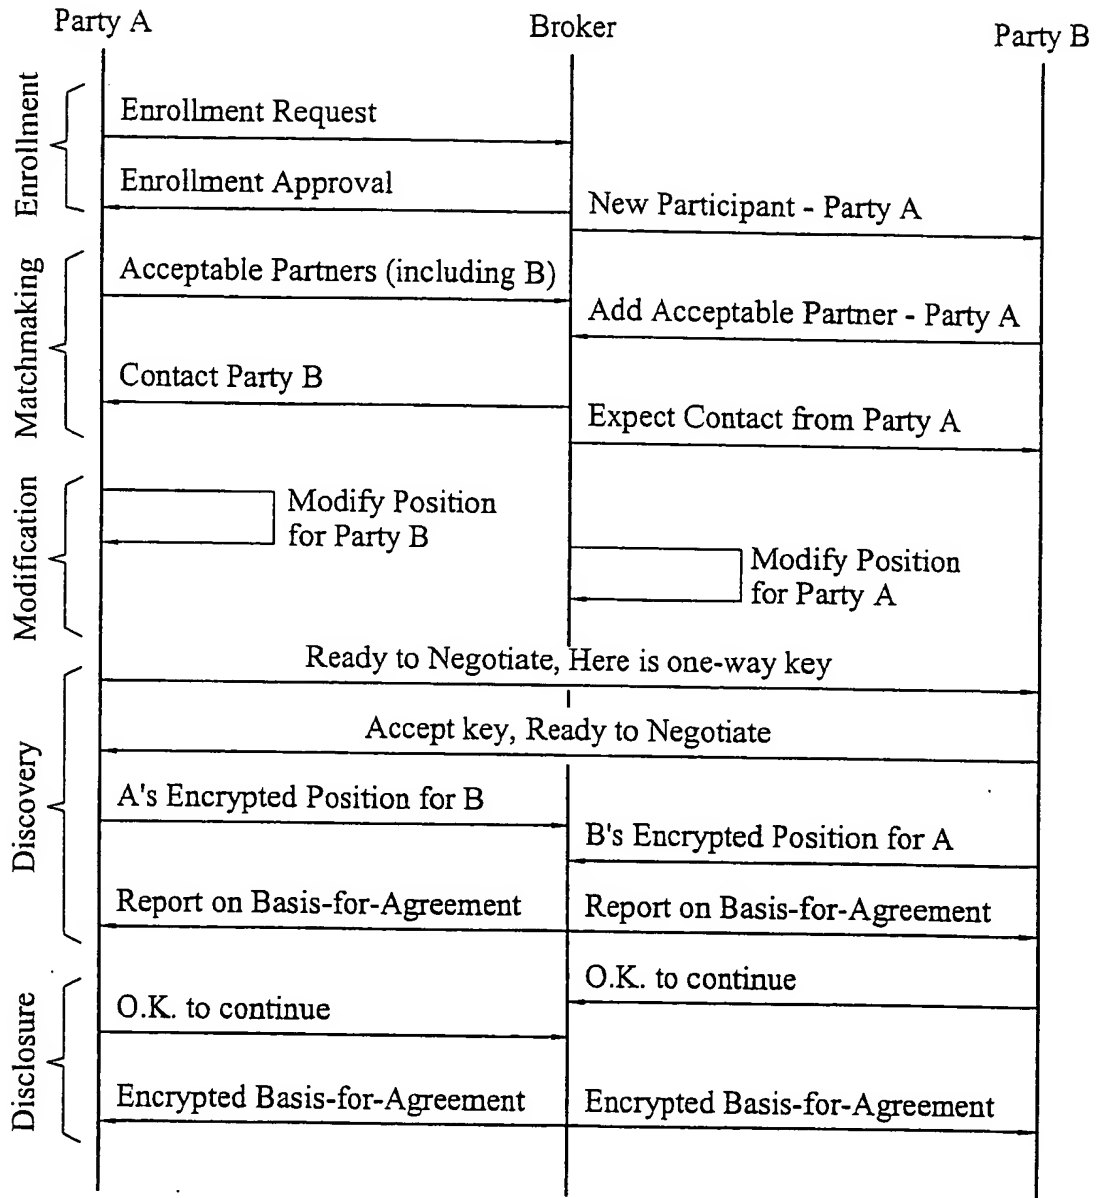 Party A
Broker
Party B
Enrollment
Enrollment Request
Enrollment Approval
New Participant - Party A
Matchmaking
Acceptable Partners (including B)
Add Acceptable Partner - Party A
Contact Party B
Expect Contact from Party A
Modification
Modify Position
for Party B
Modify Position
for Party A
Discovery
Ready to Negotiate, Here is one-way key
Accept key, Ready to Negotiate
A's Encrypted Position for B
B's Encrypted Position for A
Report on Basis-for-Agreement
Report on Basis-for-Agreement
Disclosure
O.K. to continue
O.K. to continue
Encrypted Basis-for-Agreement
Encrypted Basis-for-Agreement